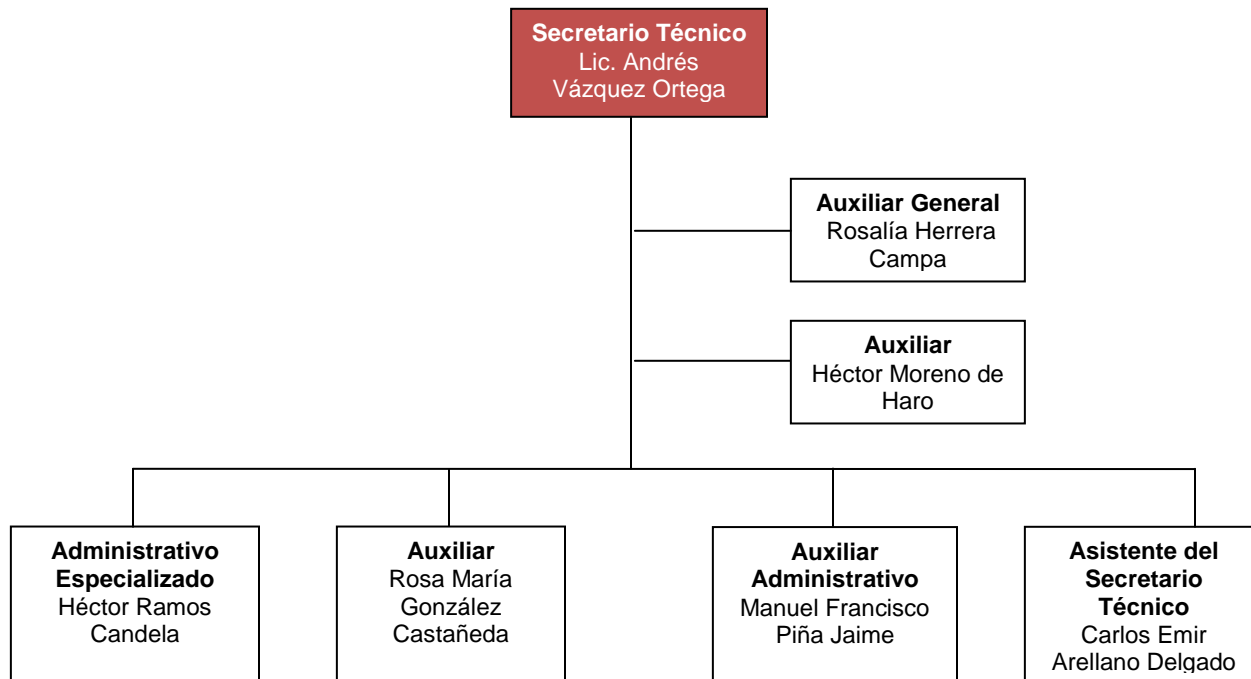 Secretario Técnico
Lic. Andrés
Vázquez Ortega
Auxiliar General
Rosalía Herrera
Campa
Auxiliar
Héctor Moreno de
Haro
Administrativo
Especializado
Héctor Ramos
Candela
Auxiliar
Rosa María
González
Castañeda
Auxiliar
Administrativo
Manuel Francisco
Piña Jaime
Asistente del
Secretario
Técnico
Carlos Emir
Arellano Delgado